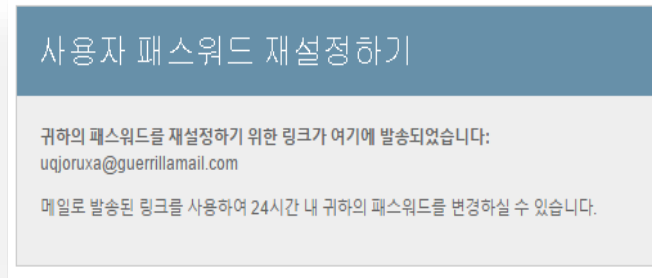 사용자 패스워드 재설정하기
귀하의 패스워드를 재설정하기 위한 링크가 여기에 발송되었습니다:
uqjoruxa@guerrillamail.com
메일로 발송된 링크를 사용하여 24시간 내 귀하의 패스워드를 변경하실 수 있습니다.